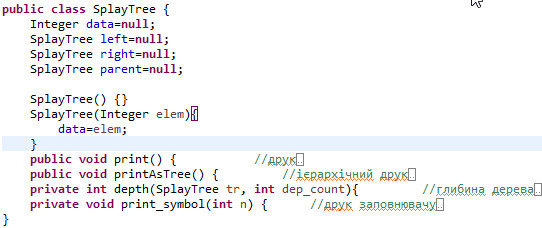 public class SplayTree {
Integer data=null;
SplayTree left=null;
SplayTree right=null;
SplayTree parent=null;
SplayTree() {}
SplayTree(Integer elem){
data=elem;
}
public void print() { //друк
public void printAsTree() { //ієрархічний друк
private int depth(SplayTree tr, int dep_count){ //глибина дерева
private void print_symbol(int n) { //друк заповнювачу
}